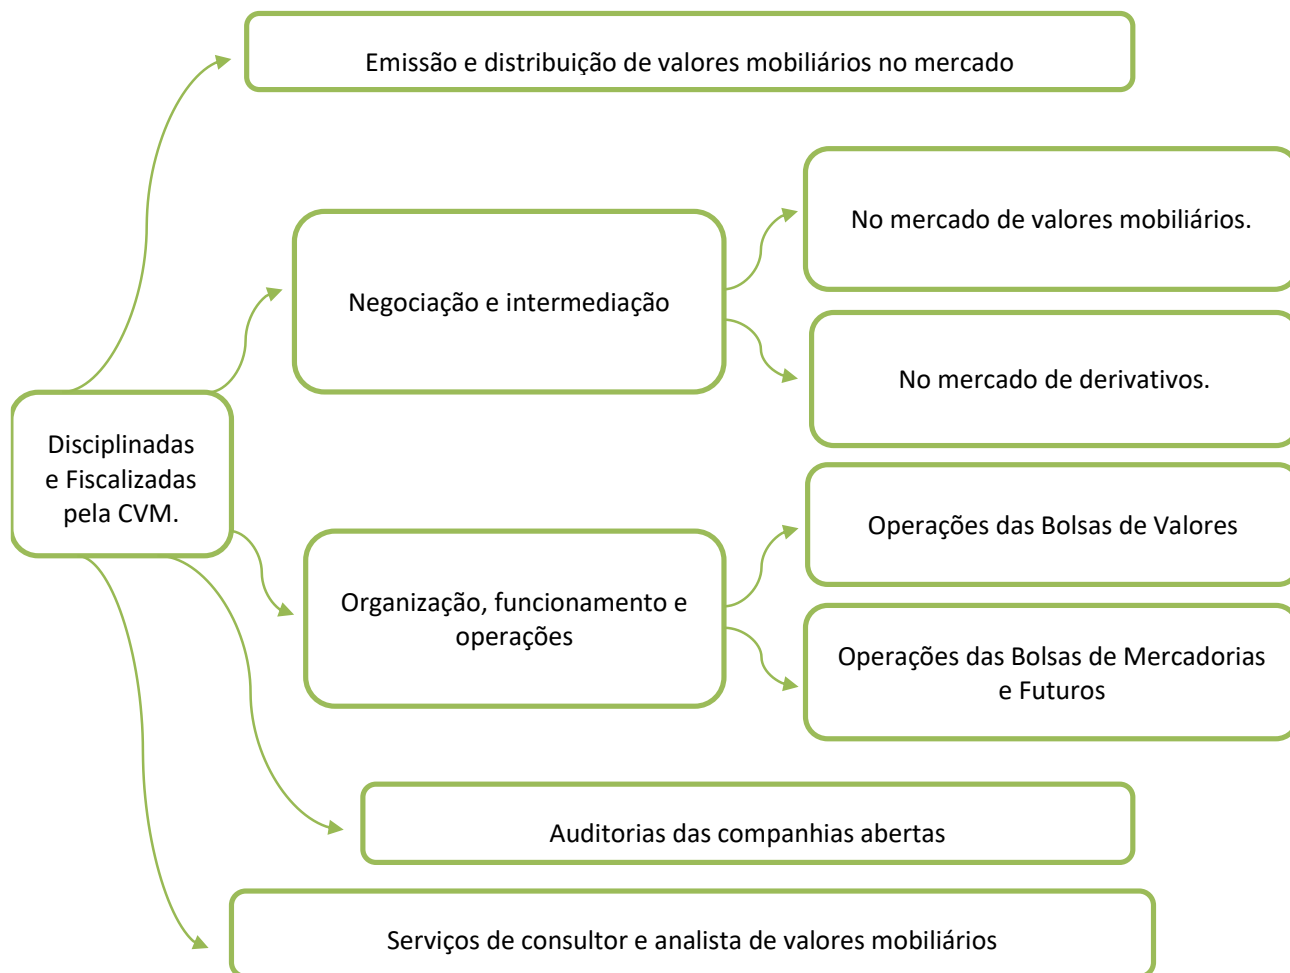 Emissão e distribuição de valores mobiliários no mercado
No mercado de valores mobiliários.
Negociação e intermediação
No mercado de derivativos.
Disciplinadas
e Fiscalizadas
pela CVM.
Operações das Bolsas de Valores
Organização, funcionamento e
operações
Operações das Bolsas de Mercadorias
e Futuros
Auditorias das companhias abertas
Serviços de consultor e analista de valores mobiliários